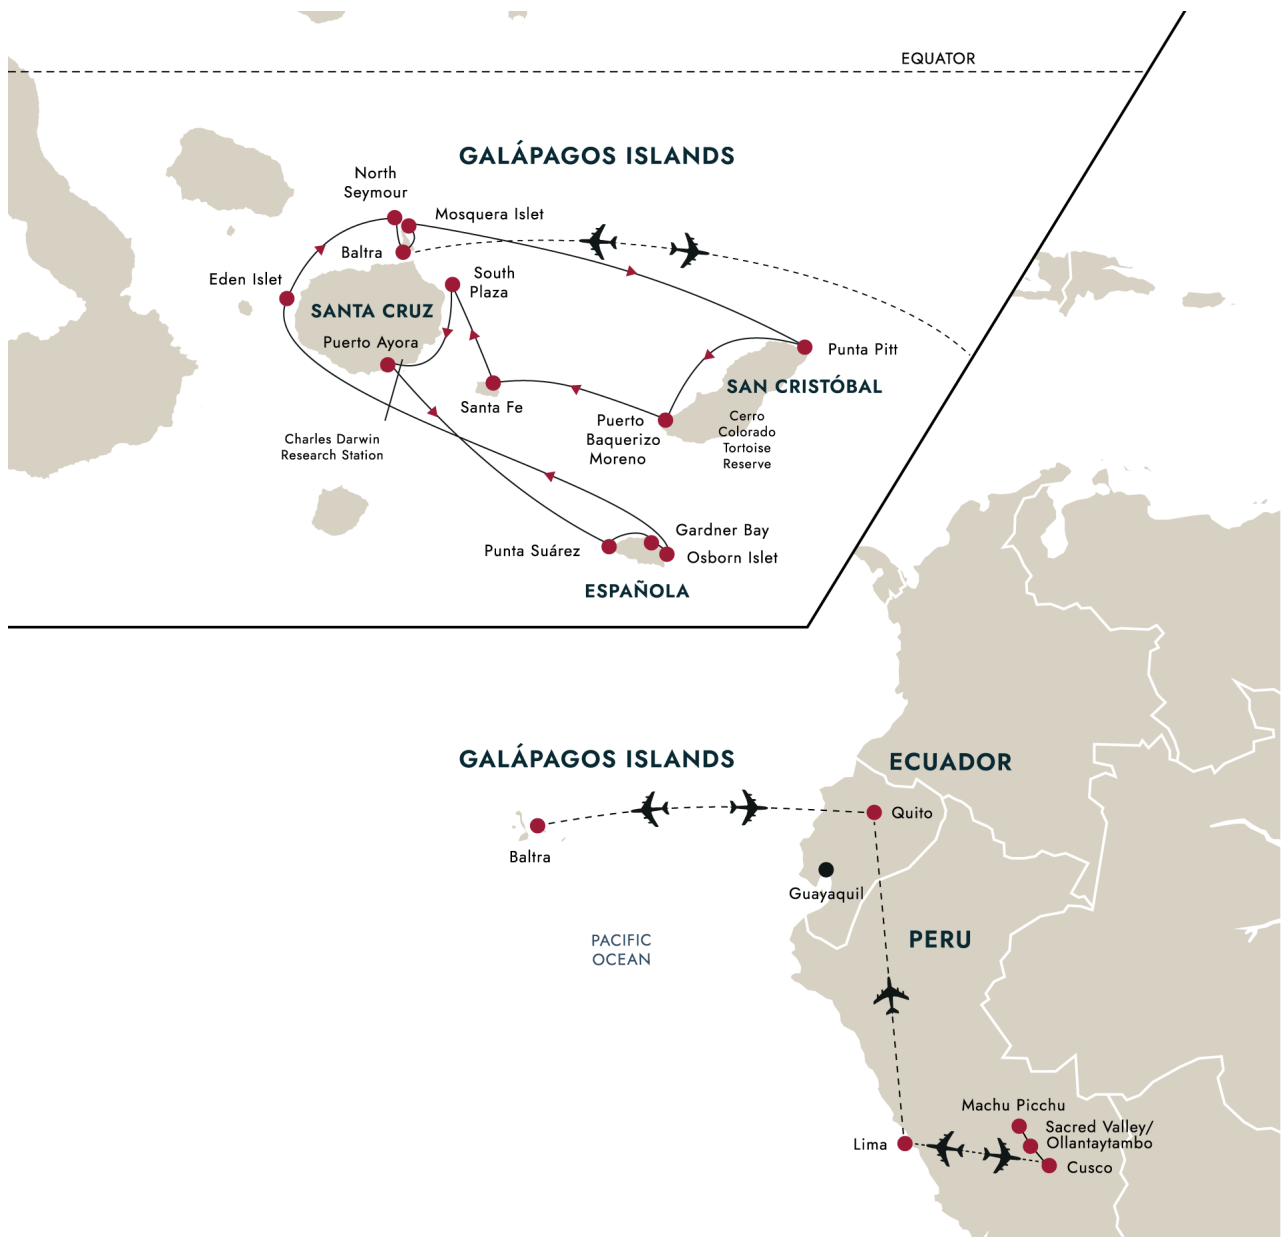 EQUATOR
GALÁPAGOS ISLANDS
North
Seymour
Mosquera Islet
Baltra
Eden Islet
South
Plaza
SANTA CRUZ
Puerto Ayora
Punta Pitt
SAN CRISTÓBAL
Santa Fe
Puerto
Baquerizo
Moreno
Cerro
Colorado
Tortoise
Reserve
Charles Darwin
Research Station
Gardner Bay
Punta Suárez
Osborn Islet
ESPAÑOLA
GALÁPAGOS ISLANDS
ECUADOR
Quito
Baltra
Guayaquil
PACIFIC
OCEAN
PERU
Machu Picchu
Sacred Valley/
Ollantaytambo
Lima
Cusco